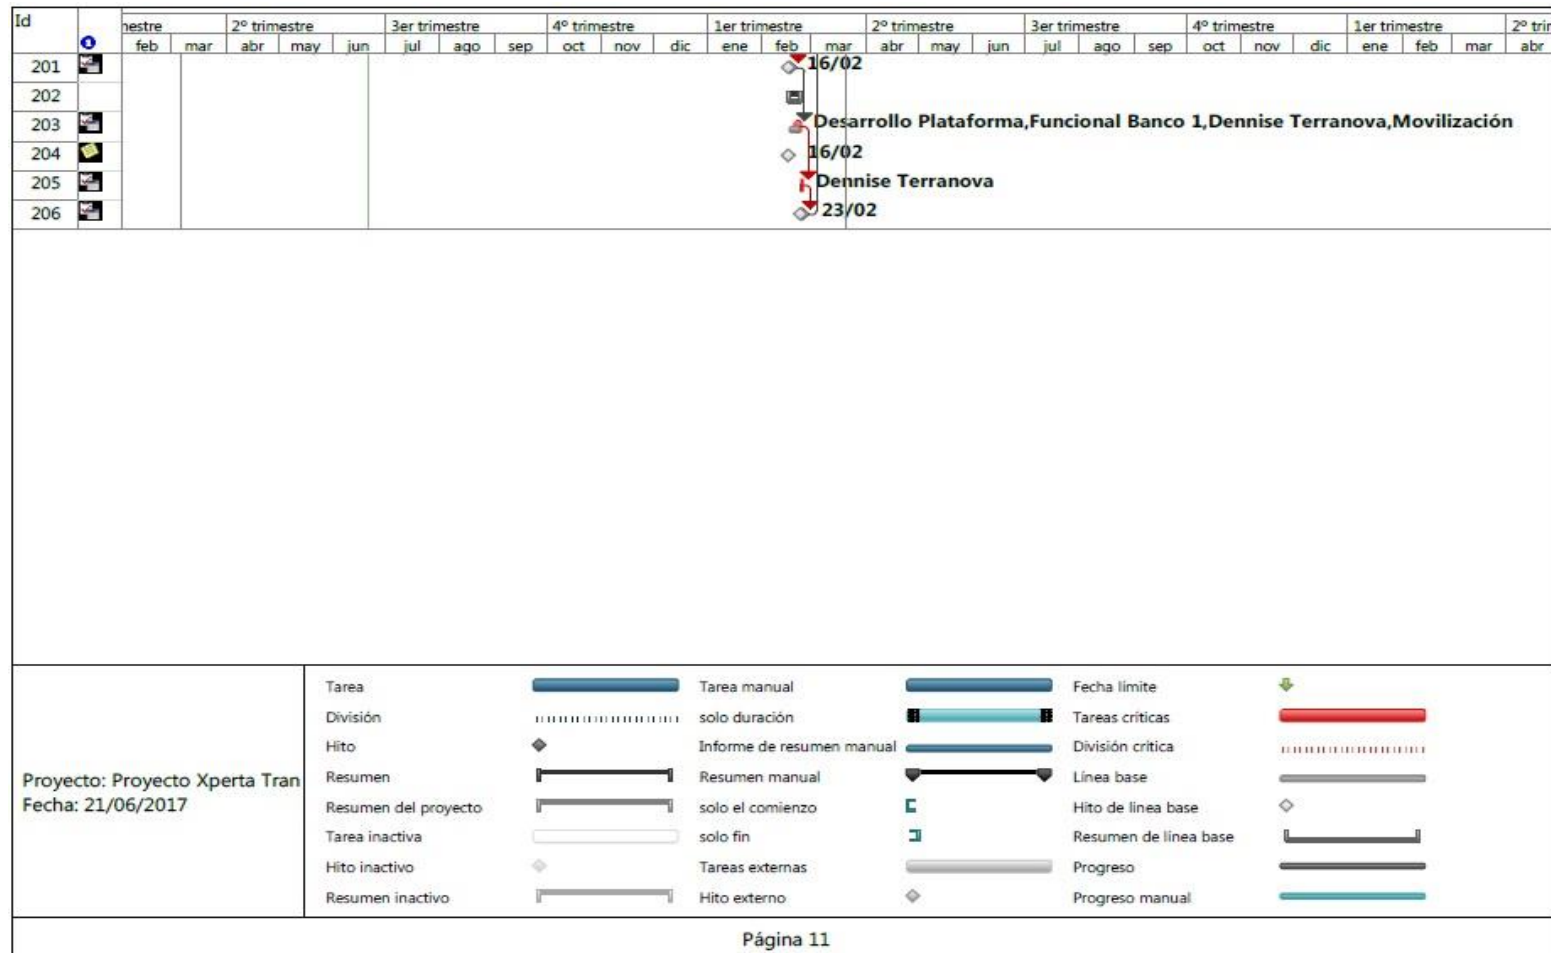 Id
nestre 2º trimestre 3er trimestre 4º trimestre 1er trimestre 2º trimestre 3er trimestre 4º trimestre 1er trimestre 2º trir
feb mar abr may jun jul ago sep oct nov dic ene feb mar abr may jun jul ago sep oct nov dic ene feb mar abr
201 16/02
202
203 Desarrollo Plataforma,Funcional Banco 1,Dennise Terranova,Movilización
204 16/02
205 Dennise Terranova
206 23/02
Proyecto: Proyecto Xperta Tran
Fecha: 21/06/2017
Tarea Tarea manual Fecha límite
División solo duración Tareas críticas
Hito Informe de resumen manual División crítica
Resumen Resumen manual Línea base
Resumen del proyecto solo el comienzo Hito de línea base
Tarea inactiva solo fin Resumen de línea base
Hito inactivo Tareas externas Progreso
Resumen inactivo Hito externo Progreso manual
Página 11